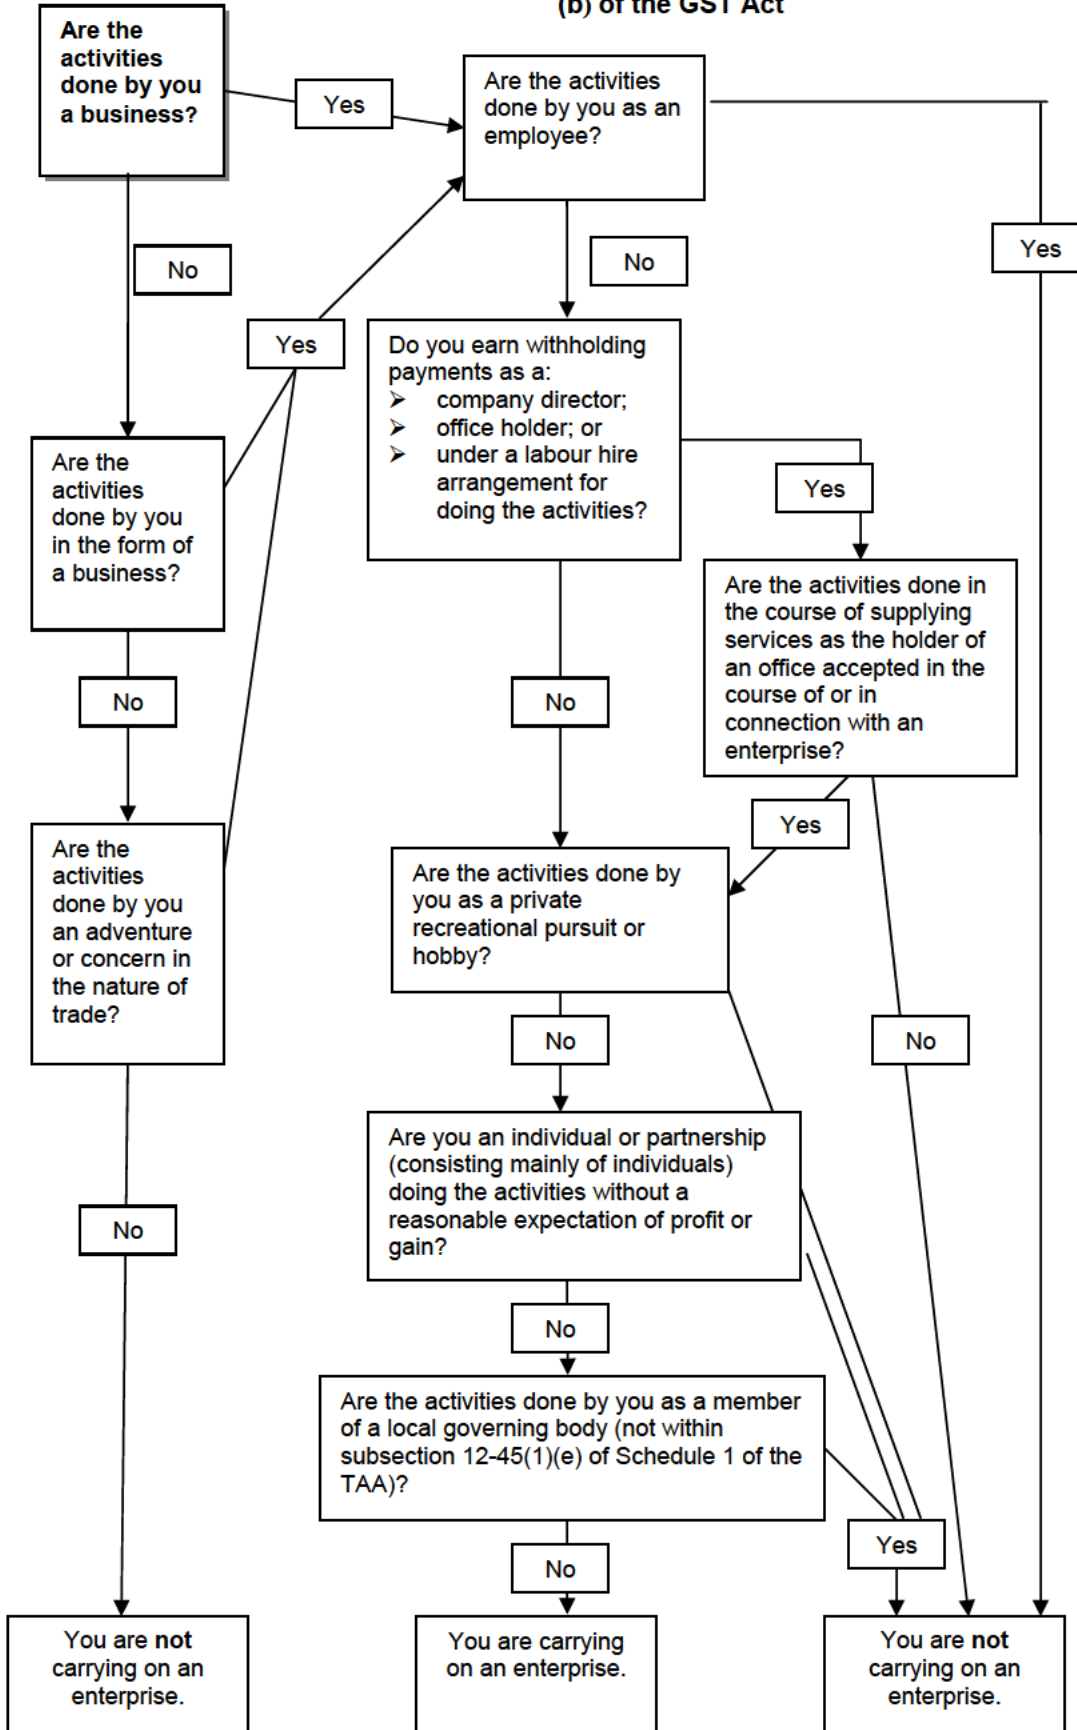 (b) of the GST Act
Are the
activities
done by you
a business?
Yes
Are the activities
done by you as an
employee?
Yes
No
No
Yes
Do you earn withholding
payments as a:
➢ company director;
➢ office holder; or
➢ under a labour hire
arrangement for
doing the activities?
Are the
activities
done by you
in the form of
a business?
Yes
Are the activities done in
the course of supplying
services as the holder of
an office accepted in the
course of or in
connection with an
enterprise?
No
No
Yes
Are the
activities
done by you
an adventure
or concern in
the nature of
trade?
Are the activities done by
you as a private
recreational pursuit or
hobby?
No
No
Are you an individual or partnership
(consisting mainly of individuals)
doing the activities without a
reasonable expectation of profit or
gain?
No
No
Are the activities done by you as a member
of a local governing body (not within
subsection 12-45(1)(e) of Schedule 1 of the
TAA)?
Yes
No
You are not
carrying on an
enterprise.
You are carrying
on an enterprise.
You are not
carrying on an
enterprise.